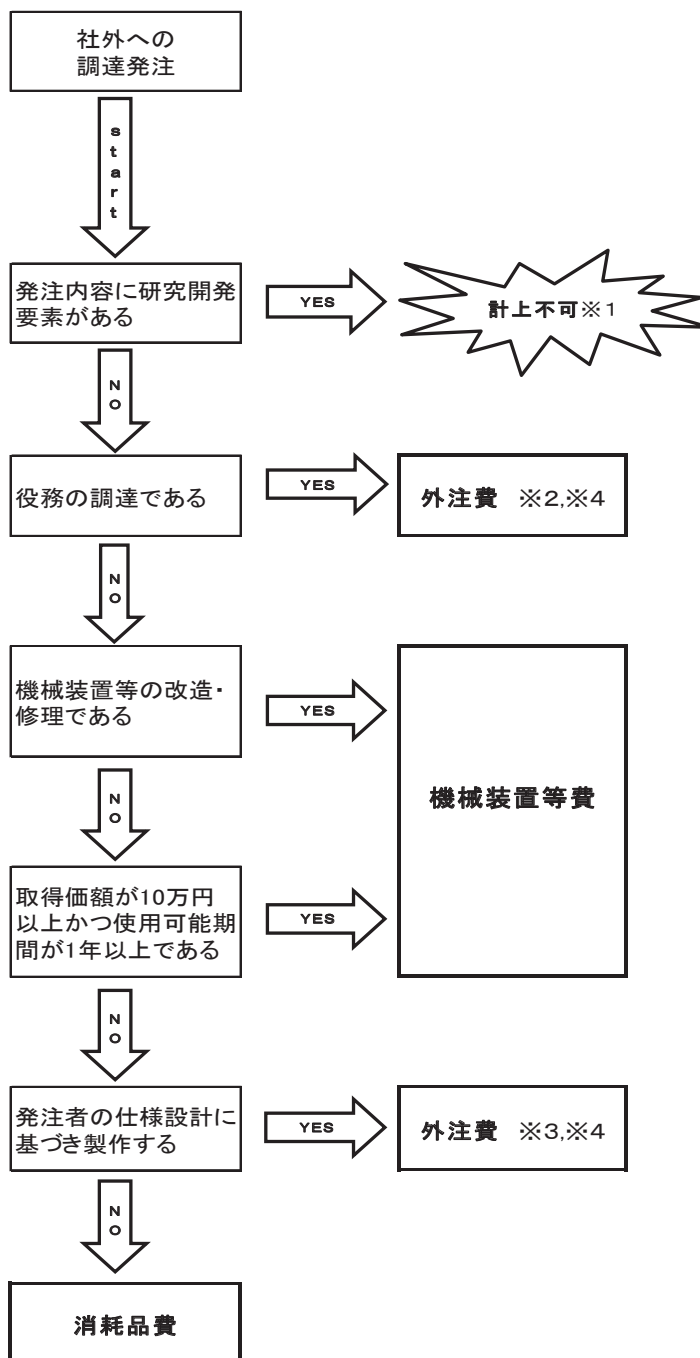 社外への
調達発注
start
発注内容に研究開発
要素がある
YES
計上不可※1
NO
役務の調達である
YES
外注費 ※2,※4
NO
機械装置等の改造・
修理である
YES
機械装置等費
NO
取得価額が10万円
以上かつ使用可能期
間が1年以上である
YES
NO
発注者の仕様設計に
基づき製作する
YES
外注費 ※3,※4
NO
消耗品費